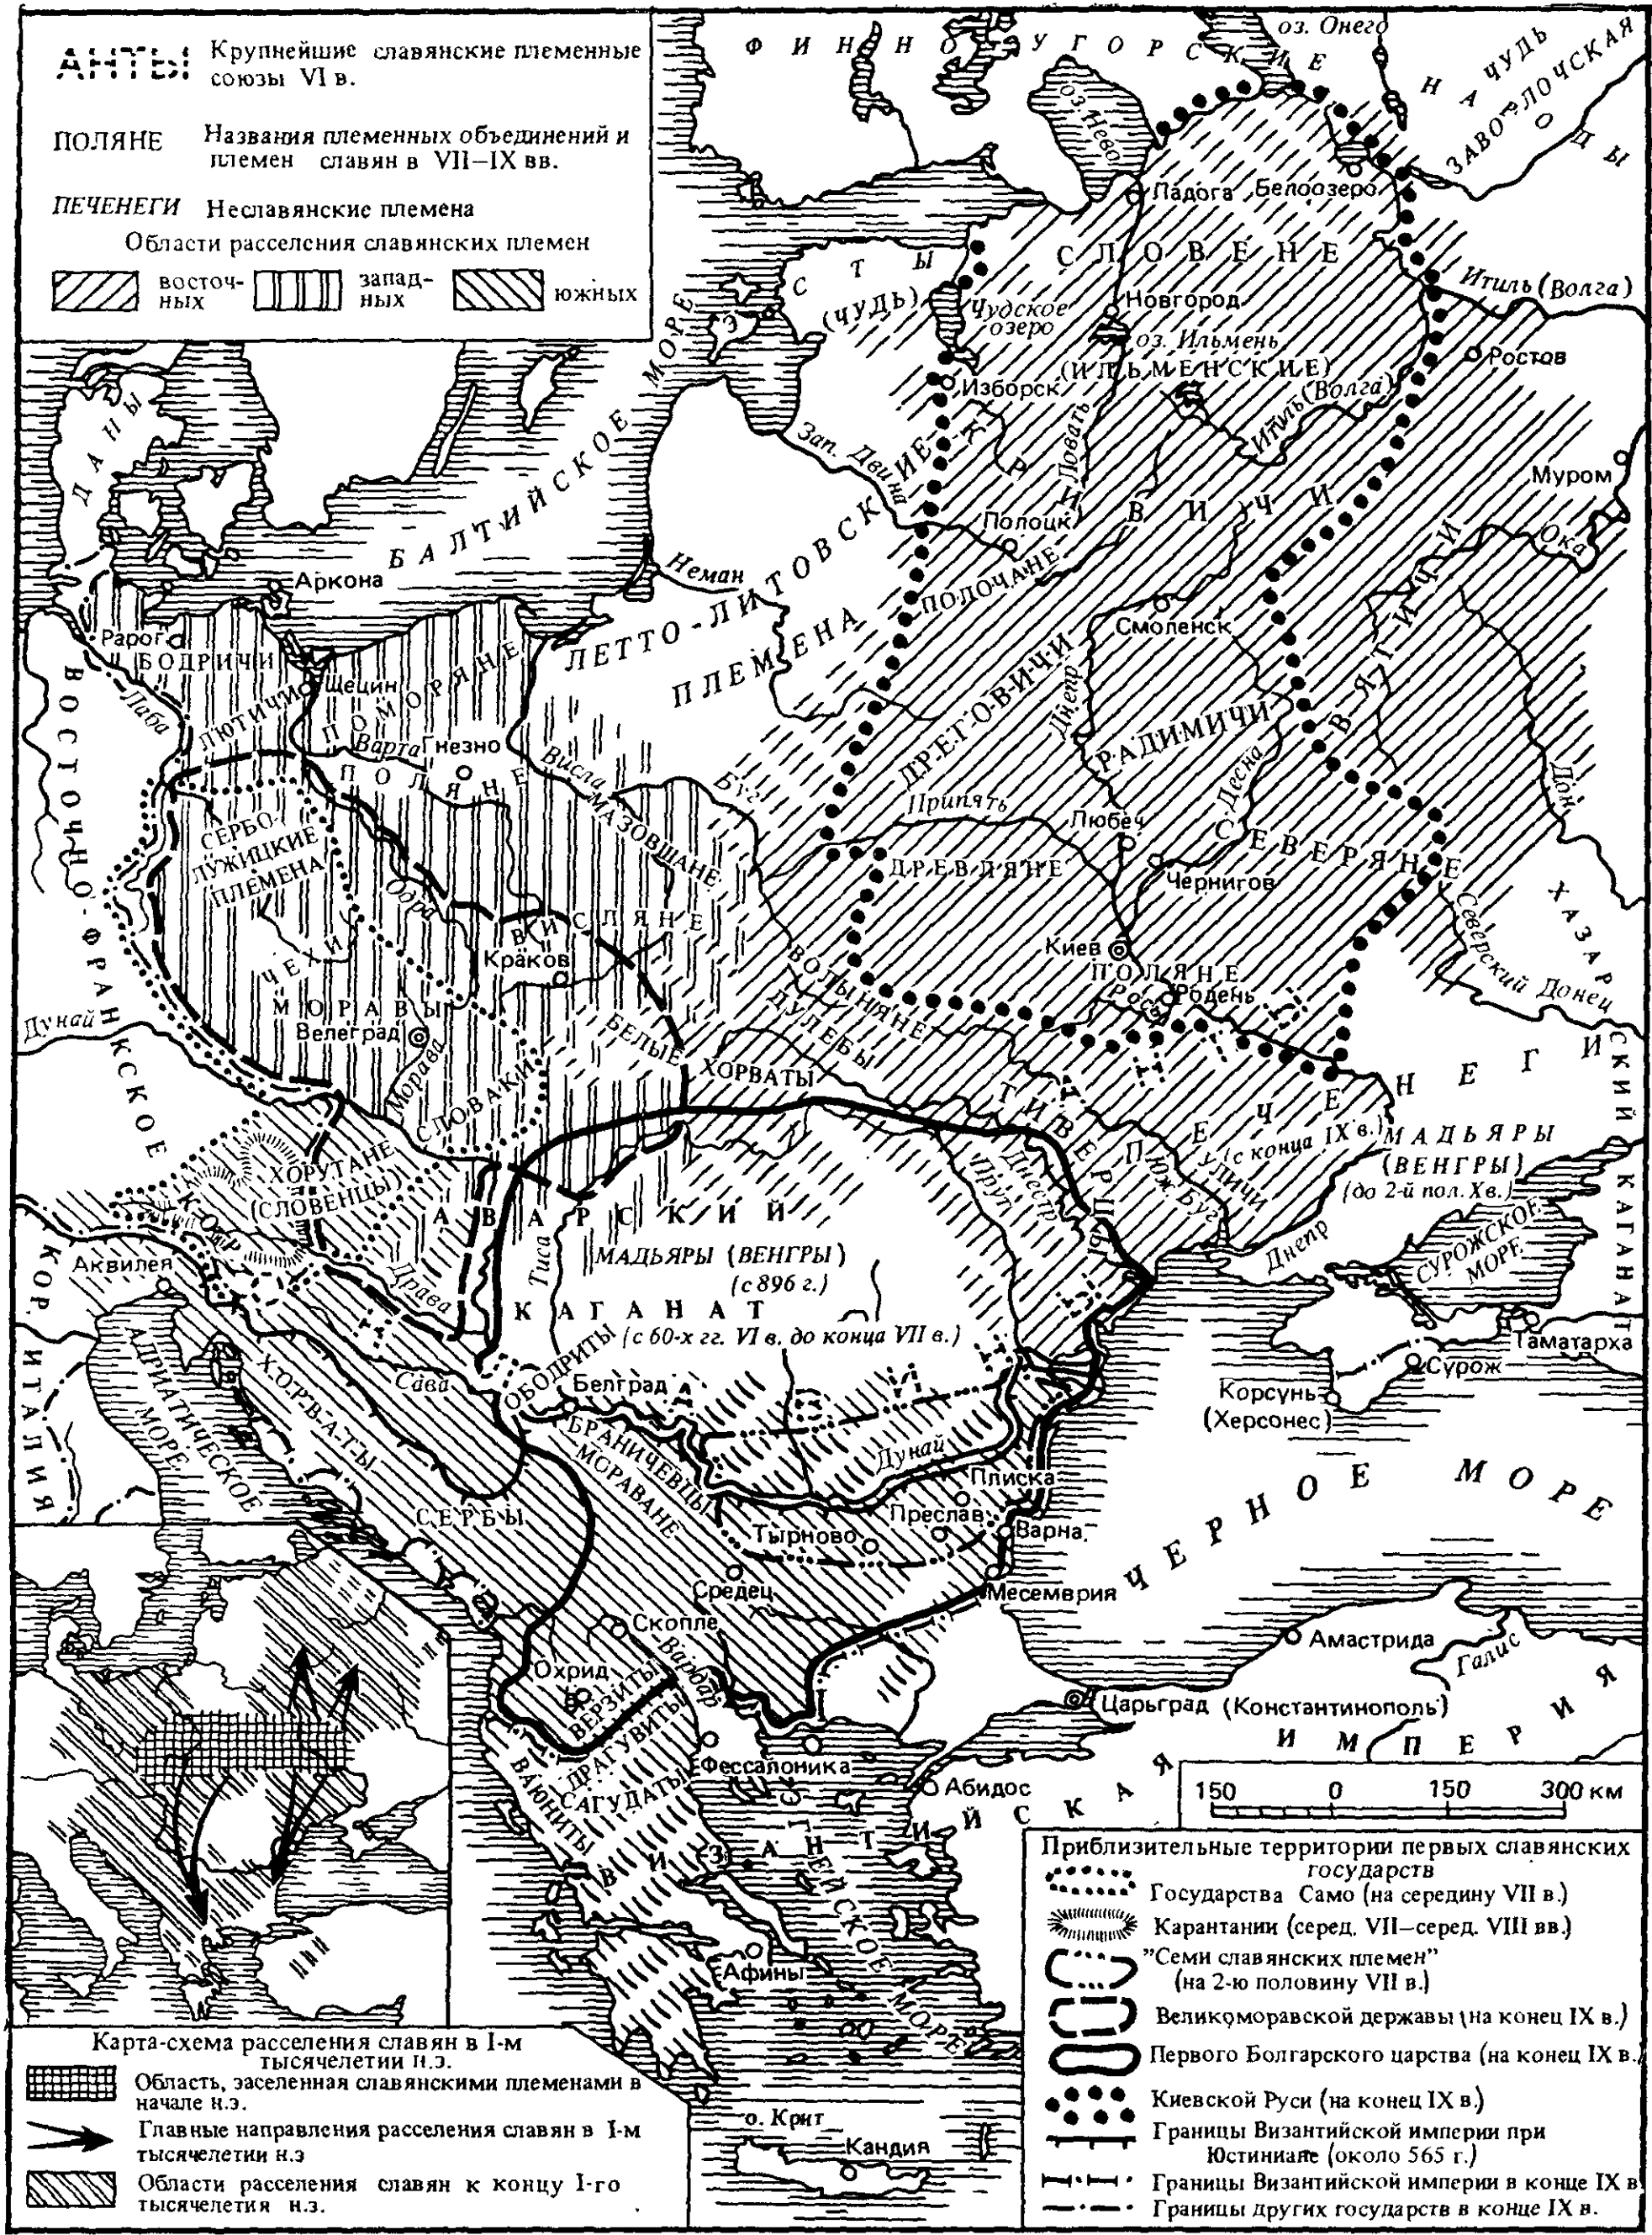 АНТЫ
Крупнейшие славянские племенные
союзы VI в.
ПОЛЯНЕ
Названия племенных объединений и
племен славян в VII–IX вв.
ПЕЧЕНЕГИ
Неславянские племена
Области расселения славянских племен
восточ-
ных
запад-
ных
южных
ФИННО-УГОРСКИЕ
НАРОДЫ
оз. Онего
ЧУДЬ
ЗАВОЛОЧСКАЯ
оз. Нево
Ладога
Белоозеро
СЛОВЕНЕ
ЭСТЫ
(ЧУДЬ)
Чудское
озеро
Новгород
оз. Ильмень
(ИЛЬМЕНСКИЕ)
Итиль (Волга)
Ростов
Изборск
Итиль (Волга)
Ловать
Зап. Двина
КРИВИЧИ
Муром
Ока
Полоцк
ПОЛОЧАНЕ
ДАНЫ
БАЛТИЙСКОЕ МОРЕ
Аркона
Неман
ЛЕТТО-ЛИТОВСКИЕ
ПЛЕМЕНА
Смоленск
ВЯТИЧИ
Рарог
БОДРИЧИ
Лаба
ЛЮТИЧИ
Щецин
ПОМОРЯНЕ
Варта
Гнезно
ПОЛЯНЕ
Висла
МАЗОВШАНЕ
Буг
ДРЕГОВИЧИ
Днепр
РАДИМИЧИ
Десна
Дон
Припять
Любеч
СЕВЕРЯНЕ
Чернигов
ДРЕВЛЯНЕ
ВОСТОЧНО-ФРАНКСКОЕ
КОР.
СЕРБО-
ЛУЖИЦКИЕ
ПЛЕМЕНА
Одра
ВИСЛЯНЕ
Краков
ЧЕХИ
МОРАВЫ
Велеград
Морава
Дунай
СЛОВАКИ
БЕЛЫЕ
ХОРВАТЫ
ВОЛЫНЯНЕ
ДУЛЕБЫ
Киев
ПОЛЯНЕ
Рось
Родень
Северский Донец
ХАЗАРСКИЙ КАГАНАТ
ПЕЧЕНЕГИ
(с конца IX в.)
ТИВЕРЦЫ
УЛИЧИ
Юж. Буг
Днестр
Прут
Днепр
МАДЬЯРЫ
(ВЕНГРЫ)
(до 2-й пол. X в.)
СУРОЖСКОЕ
МОРЕ
ХОРУТАНЕ
(СЛОВЕНЦЫ)
АВАРСКИЙ
МАДЬЯРЫ (ВЕНГРЫ)
(с 896 г.)
Тиса
КАГАНАТ
(с 60-х гг. VI в. до конца VII в.)
Аквилея
Драва
Сава
КОР. ИТАЛИЯ
АДРИАТИЧЕСКОЕ
МОРЕ
ХОРВАТЫ
ОБОДРИТЫ
Белград
БРАНИЧЕВЦЫ
МОРАВАНЕ
Дунай
Плиска
Преслав
Варна
Тырново
СЕРБЫ
Средец
Месемврия
Скопле
Вардар
Охрид
ВЕРЗИТЫ
ДРАГУВИТЫ
САГУДАТЫ
ВАЮНИТЫ
Фессалоника
Таматарха
Сурож
Корсунь
(Херсонес)
ЧЕРНОЕ МОРЕ
Амастрида
Галис
Царьград (Константинополь)
Абидос
ВИЗАНТИЙСКАЯ ИМПЕРИЯ
ЭГЕЙСКОЕ МОРЕ
Афины
о. Крит
Кандия
150 0 150 300 км
Приблизительные территории первых славянских
государств
Государства Само (на середину VII в.)
Карантании (серед. VII–серед. VIII вв.)
"Семи славянских племен"
(на 2-ю половину VII в.)
Великоморавской державы (на конец IX в.)
Первого Болгарского царства (на конец IX в.)
Киевской Руси (на конец IX в.)
Границы Византийской империи при
Юстиниане (около 565 г.)
Границы Византийской империи в конце IX в
Границы других государств в конце IX в.
Карта-схема расселения славян в I-м
тысячелетии н.э.
Область, заселенная славянскими племенами в
начале н.э.
Главные направления расселения славян в I-м
тысячелетии н.э
Области расселения славян к концу I-го
тысячелетия н.э.